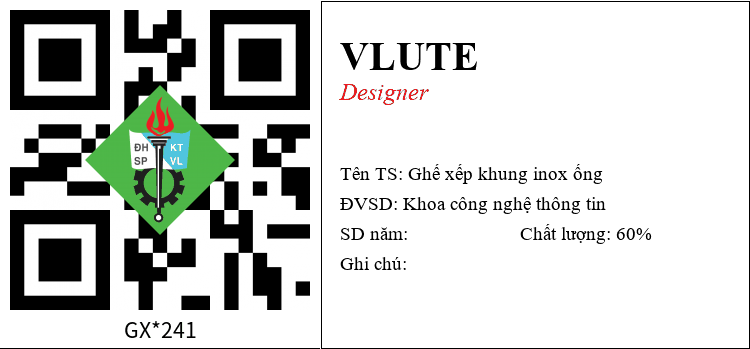 ĐH KT
SP VL
GX*241
VLUTE
Designer
Tên TS: Ghế xếp khung inox ống
ĐVSD: Khoa công nghệ thông tin
SD năm: Chất lượng: 60%
Ghi chú: